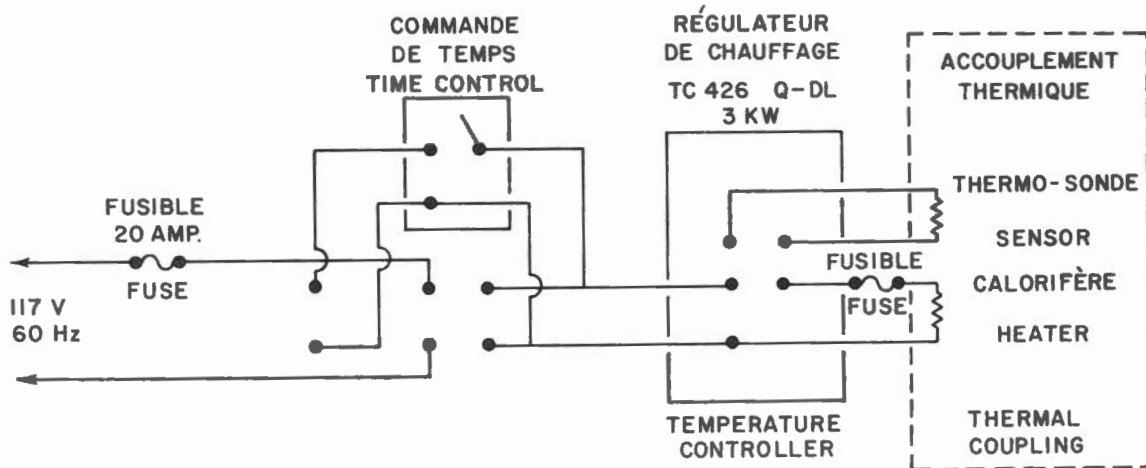 COMMANDE
DE TEMPS
TIME CONTROL
RÉGULATEUR
DE CHAUFFAGE
TC 426 Q-DL
3 KW
ACCOUPLEMENT
THERMIQUE
THERMO-SONDE
SENSOR
FUSIBLE
20 AMP.
FUSE
117 V
60 Hz
FUSIBLE
FUSE
CALORIFÈRE
HEATER
TEMPERATURE
CONTROLLER
THERMAL
COUPLING